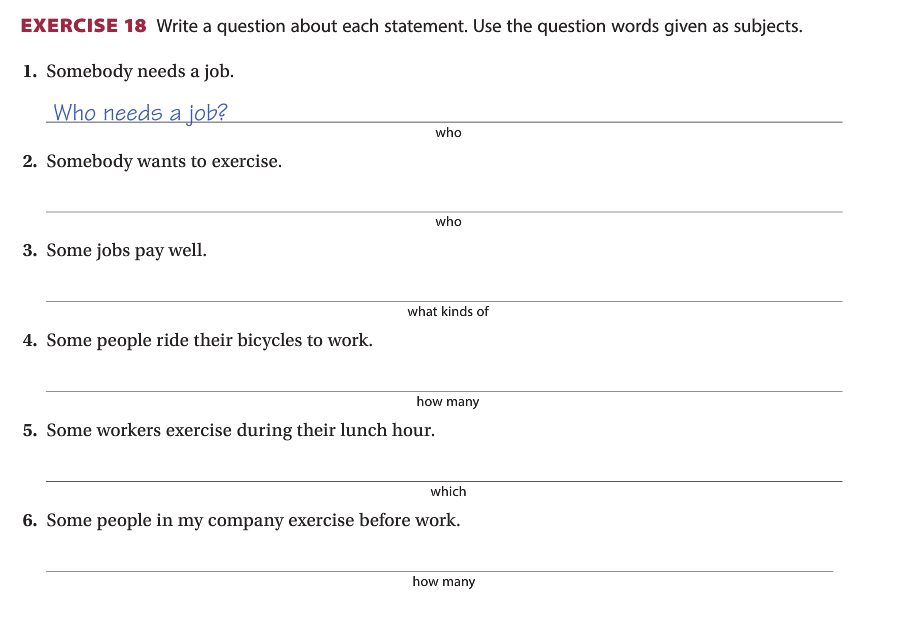 EXERCISE 18 Write a question about each statement. Use the question words given as subjects.
1. Somebody needs a job.
Who needs a job?
who
2. Somebody wants to exercise.
who
3. Some jobs pay well.
what kinds of
4. Some people ride their bicycles to work.
how many
5. Some workers exercise during their lunch hour.
which
6. Some people in my company exercise before work.
how many